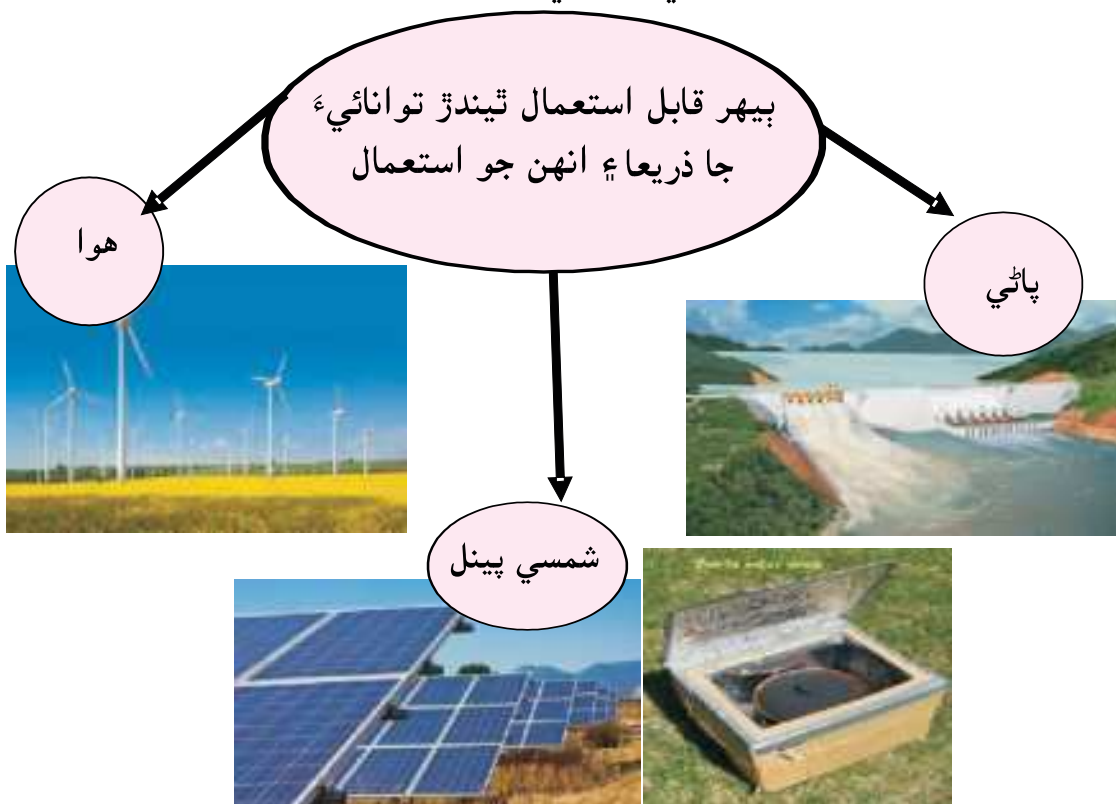 ٻيهر قابل استعمال ٿيندڙ توانائيءَ
جا ذريعا ۽ انهن جو استعمال
هوا
پاڻي
شمسي پينل